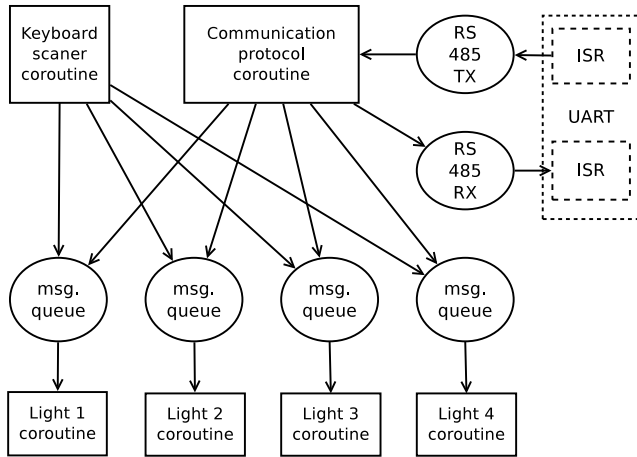 Keyboard
scaner
coroutine
Communication
protocol
coroutine
RS
485
TX
ISR
UART
RS
485
RX
ISR
msg.
queue
msg.
queue
msg.
queue
msg.
queue
Light 1
coroutine
Light 2
coroutine
Light 3
coroutine
Light 4
coroutine